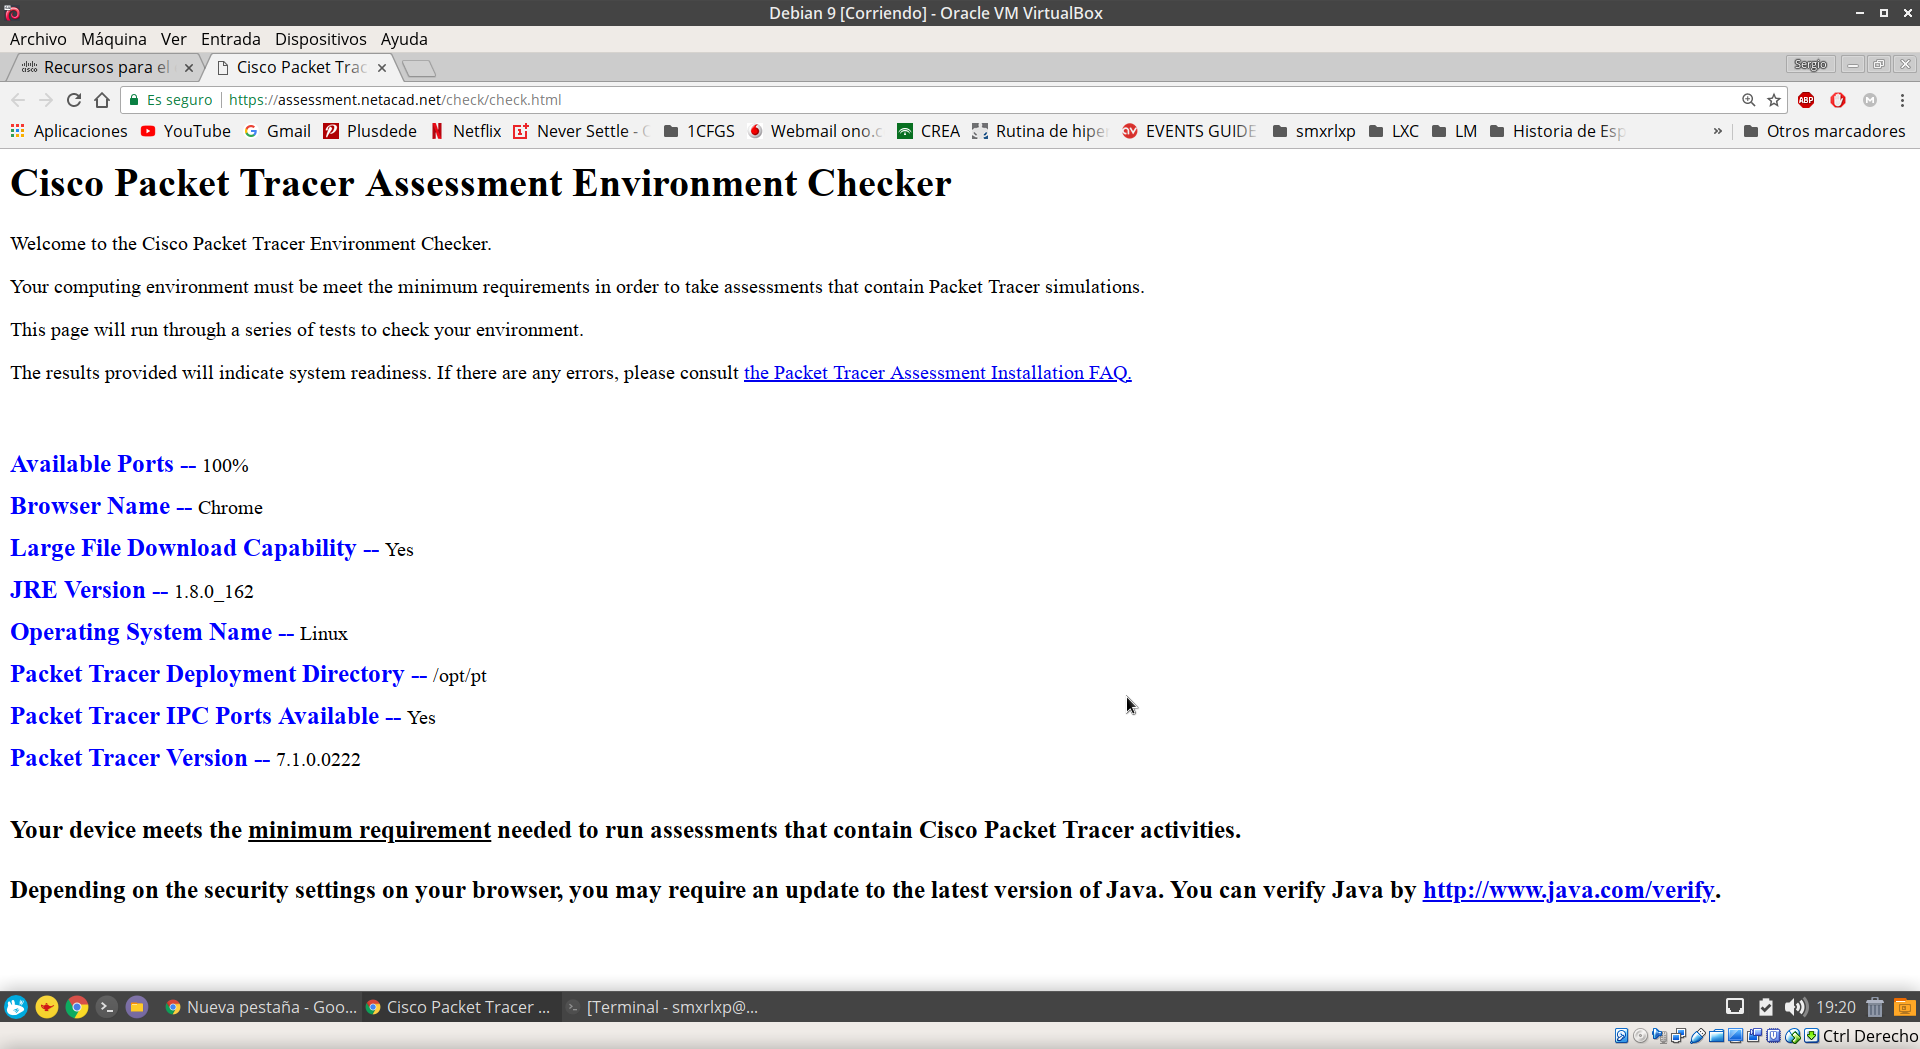 Debian 9 [Corriendo] - Oracle VM VirtualBox
Archivo Máquina Ver Entrada Dispositivos Ayuda
Recursos para el Cisco Packet Trac Sergio
Es seguro https://assessment.netacad.net/check/check.html ABP M
Aplicaciones YouTube Gmail Plusdede Netflix Never Settle - 1CFGS Webmail ono.c CREA Rutina de hipe EVENTS GUIDE smxrlxp LXC LM Historia de Esp » Otros marcadores
Cisco Packet Tracer Assessment Environment Checker
Welcome to the Cisco Packet Tracer Environment Checker.
Your computing environment must be meet the minimum requirements in order to take assessments that contain Packet Tracer simulations.
This page will run through a series of tests to check your environment.
The results provided will indicate system readiness. If there are any errors, please consult the Packet Tracer Assessment Installation FAQ.
Available Ports -- 100%
Browser Name -- Chrome
Large File Download Capability -- Yes
JRE Version -- 1.8.0_162
Operating System Name -- Linux
Packet Tracer Deployment Directory -- /opt/pt
Packet Tracer IPC Ports Available -- Yes
Packet Tracer Version -- 7.1.0.0222
Your device meets the minimum requirement needed to run assessments that contain Cisco Packet Tracer activities.
Depending on the security settings on your browser, you may require an update to the latest version of Java. You can verify Java by http://www.java.com/verify.
Nueva pestaña - Goo... Cisco Packet Tracer ... [Terminal - smxrlxp@... 19:20
Ctrl Derecho